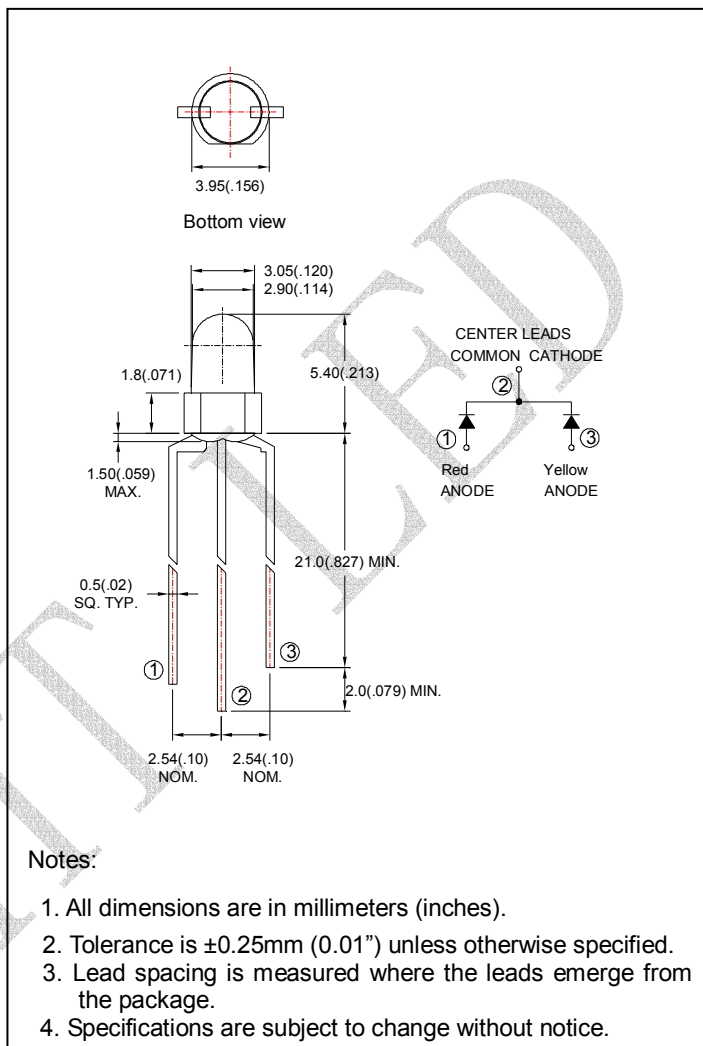 3.95(.156)
Bottom view
3.05(.120)
2.90(.114)
1.8(.071)
5.40(.213)
CENTER LEADS
COMMON CATHODE
②
①
③
Red
ANODE
Yellow
ANODE
1.50(.059)
MAX.
21.0(.827) MIN.
0.5(.02)
SQ. TYP.
①
②
③
2.0(.079) MIN.
2.54(.10)
NOM.
2.54(.10)
NOM.
Notes:
1. All dimensions are in millimeters (inches).
2. Tolerance is ±0.25mm (0.01”) unless otherwise specified.
3. Lead spacing is measured where the leads emerge from
the package.
4. Specifications are subject to change without notice.
LED